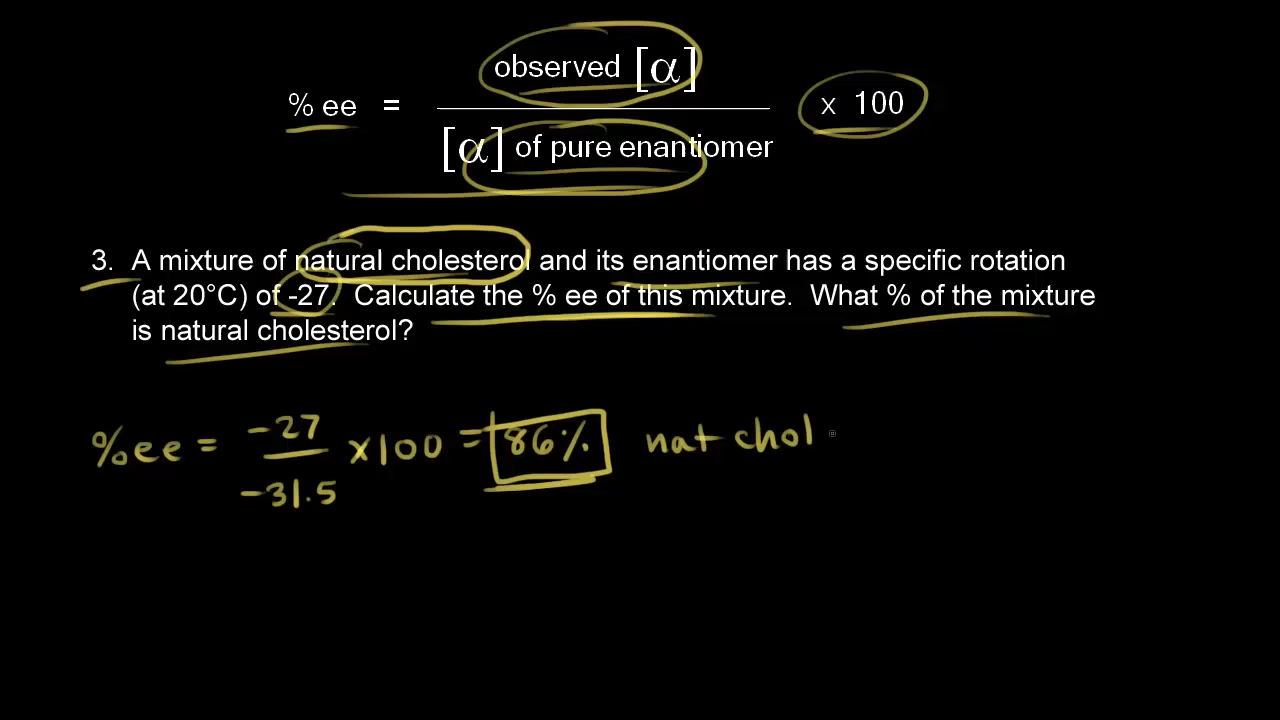 % ee = observed [α] / [α] of pure enantiomer x 100
3. A mixture of natural cholesterol and its enantiomer has a specific rotation
(at 20°C) of -27. Calculate the % ee of this mixture. What % of the mixture
is natural cholesterol?
%ee = -27 / -31.5 x100 = 86% nat chol